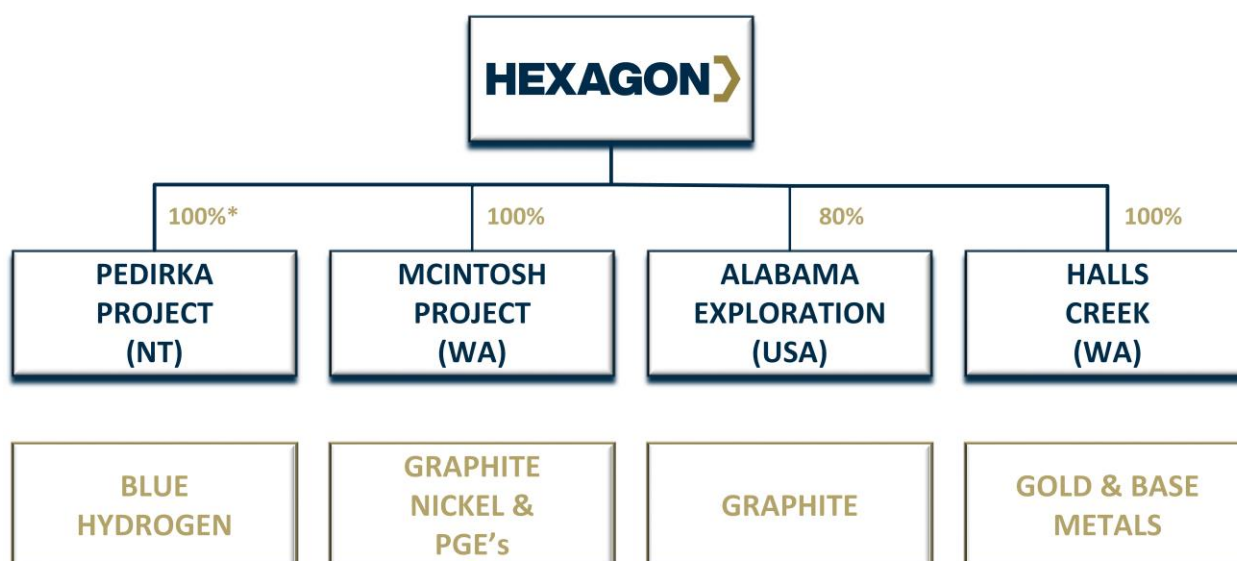 HEXAGON
100%*
100%
80%
100%
PEDIRKA
PROJECT
(NT)
MCINTOSH
PROJECT
(WA)
ALABAMA
EXPLORATION
(USA)
HALLS
CREEK
(WA)
BLUE
HYDROGEN
GRAPHITE
NICKEL &
PGE’s
GRAPHITE
GOLD & BASE
METALS